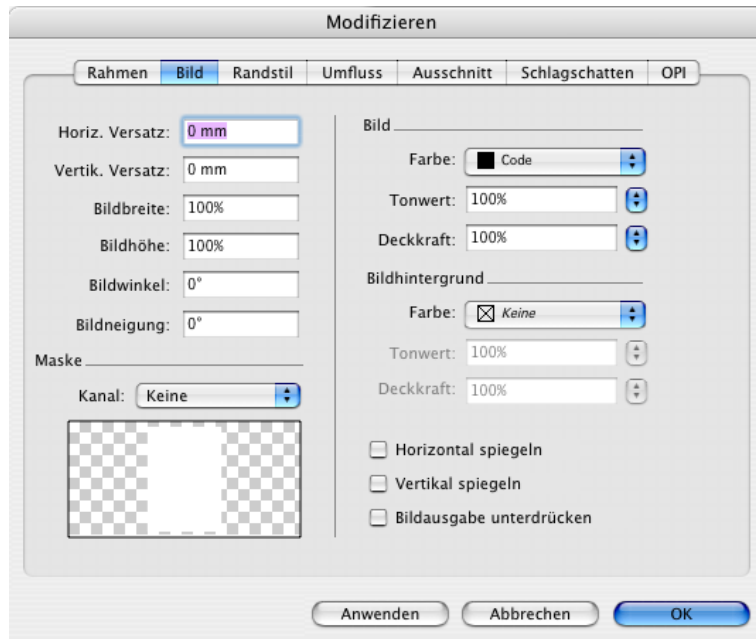 Modifizieren
Rahmen Bild Randstil Umfluss Ausschnitt Schlagschatten OPI
Horiz. Versatz: 0 mm
Vertik. Versatz: 0 mm
Bildbreite: 100%
Bildhöhe: 100%
Bildwinkel: 0°
Bildneigung: 0°
Maske
Kanal: Keine
Bild
Farbe: Code
Tonwert: 100%
Deckkraft: 100%
Bildhintergrund
Farbe: Keine
Tonwert: 100%
Deckkraft: 100%
Horizontal spiegeln
Vertikal spiegeln
Bildausgabe unterdrücken
Anwenden Abbrechen OK